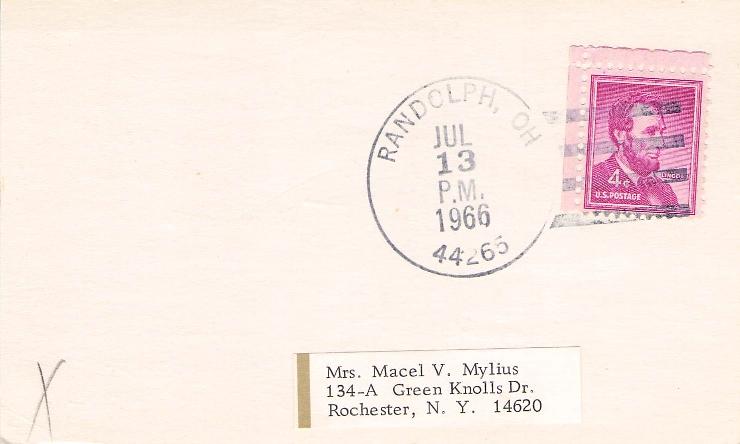 RANDOLPH, OH
JUL
13
P.M.
1966
44265
LINCOLN
4¢
U.S. POSTAGE
X
Mrs. Macel V. Mylius
134-A Green Knolls Dr.
Rochester, N. Y. 14620